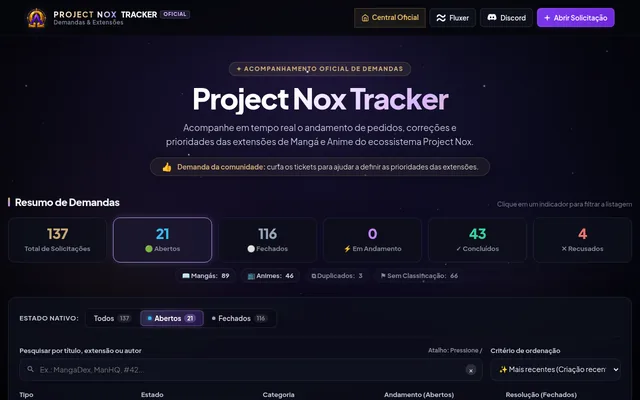 PROJECT NOX TRACKER OFICIAL
Demandas & Extensões
Central Oficial
Fluxer
Discord
+ Abrir Solicitação
✦ ACOMPANHAMENTO OFICIAL DE DEMANDAS
Project Nox Tracker
Acompanhe em tempo real o andamento de pedidos, correções e
prioridades das extensões de Mangá e Anime do ecossistema Project Nox.
👍 Demanda da comunidade: curta os tickets para ajudar a definir as prioridades das extensões.
Resumo de Demandas
Clique em um indicador para filtrar a listagem
137
Total de Solicitações
21
Abertos
116
Fechados
0
⚡ Em Andamento
43
✓ Concluídos
4
✕ Recusados
Mangás: 89
Animes: 46
Duplicados: 3
Sem Classificação: 66
ESTADO NATIVO:
Todos 137
Abertos 21
Fechados 116
Pesquisar por título, extensão ou autor
Atalho: Pressione /
Critério de ordenação
Ex.: MangaDex, ManHQ, #42...
✨ Mais recentes (Criação recen
Tipo
Estado
Categoria
Andamento (Abertos)
Resolução (Fechados)